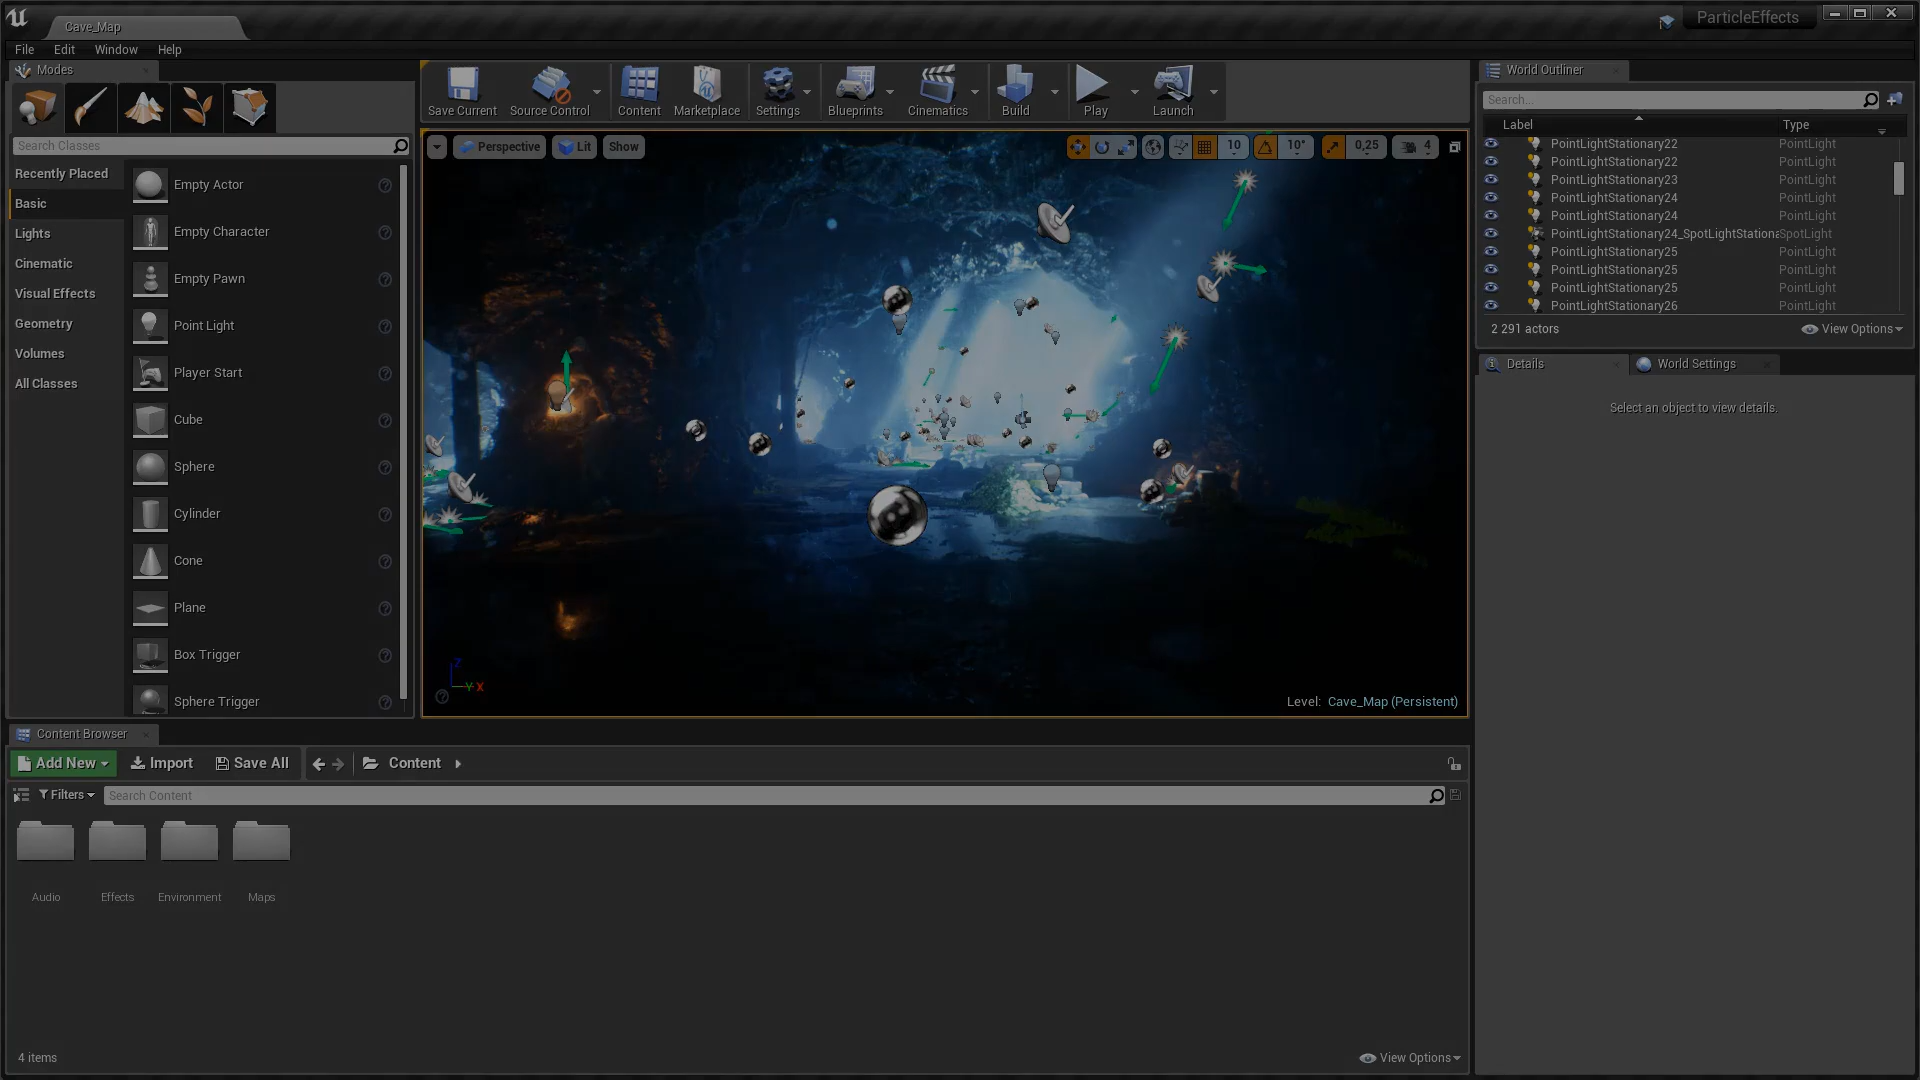 Cave_Map
ParticleEffects
File Edit Window Help
Modes
Search Classes
Recently Placed
Basic
Lights
Cinematic
Visual Effects
Geometry
Volumes
All Classes
Empty Actor
Empty Character
Empty Pawn
Point Light
Player Start
Cube
Sphere
Cylinder
Cone
Plane
Box Trigger
Sphere Trigger
Save Current Source Control Content Marketplace Settings Blueprints Cinematics Build Play Launch
Perspective Lit Show 10 10° 0,25 4
Z
Y X
Level: Cave_Map (Persistent)
World Outliner
Search...
Label Type
PointLightStationary22 PointLight
PointLightStationary22 PointLight
PointLightStationary23 PointLight
PointLightStationary24 PointLight
PointLightStationary24 PointLight
PointLightStationary24_SpotLightStationa SpotLight
PointLightStationary25 PointLight
PointLightStationary25 PointLight
PointLightStationary25 PointLight
PointLightStationary26 PointLight
2 291 actors View Options
Details World Settings
Select an object to view details.
Content Browser
Add New Import Save All Content
Filters Search Content
Audio Effects Environment Maps
4 items View Options